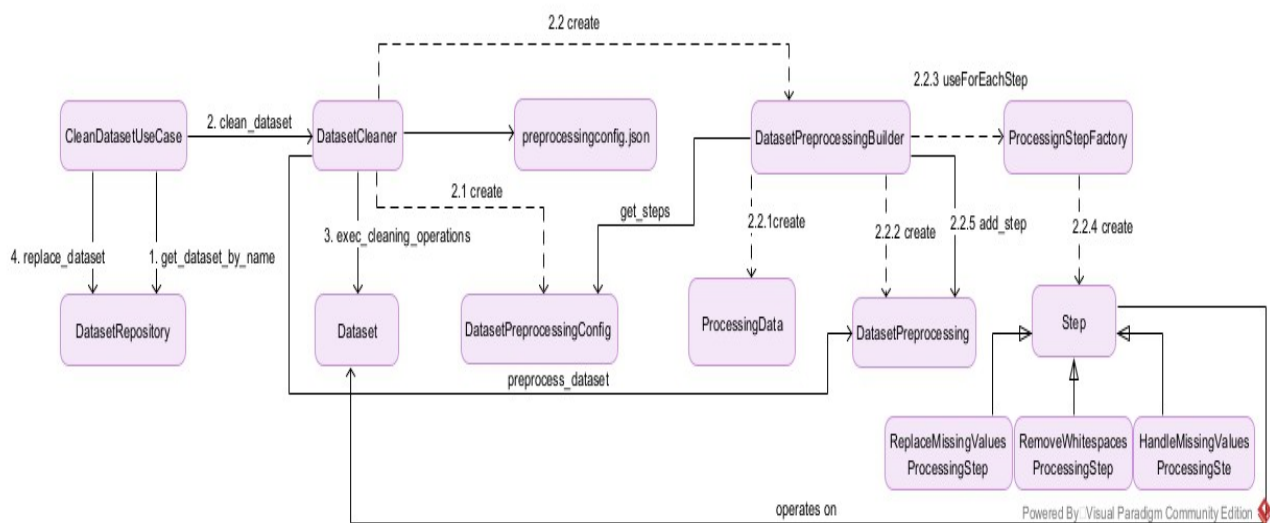 2.2 create
2.2.3 useForEachStep
CleanDatasetUseCase
2. clean_dataset
DatasetCleaner
preprocessingconfig.json
DatasetPreprocessingBuilder
ProcessignStepFactory
2.1 create
get_steps
2.2.1create
2.2.2 create
2.2.5 add_step
2.2.4 create
3. exec_cleaning_operations
4. replace_dataset
1. get_dataset_by_name
DatasetRepository
Dataset
DatasetPreprocessingConfig
ProcessingData
DatasetPreprocessing
Step
preprocess_dataset
ReplaceMissingValues
ProcessingStep
RemoveWhitespaces
ProcessingStep
HandleMissingValues
ProcessingSte
operates on
Powered By Visual Paradigm Community Edition